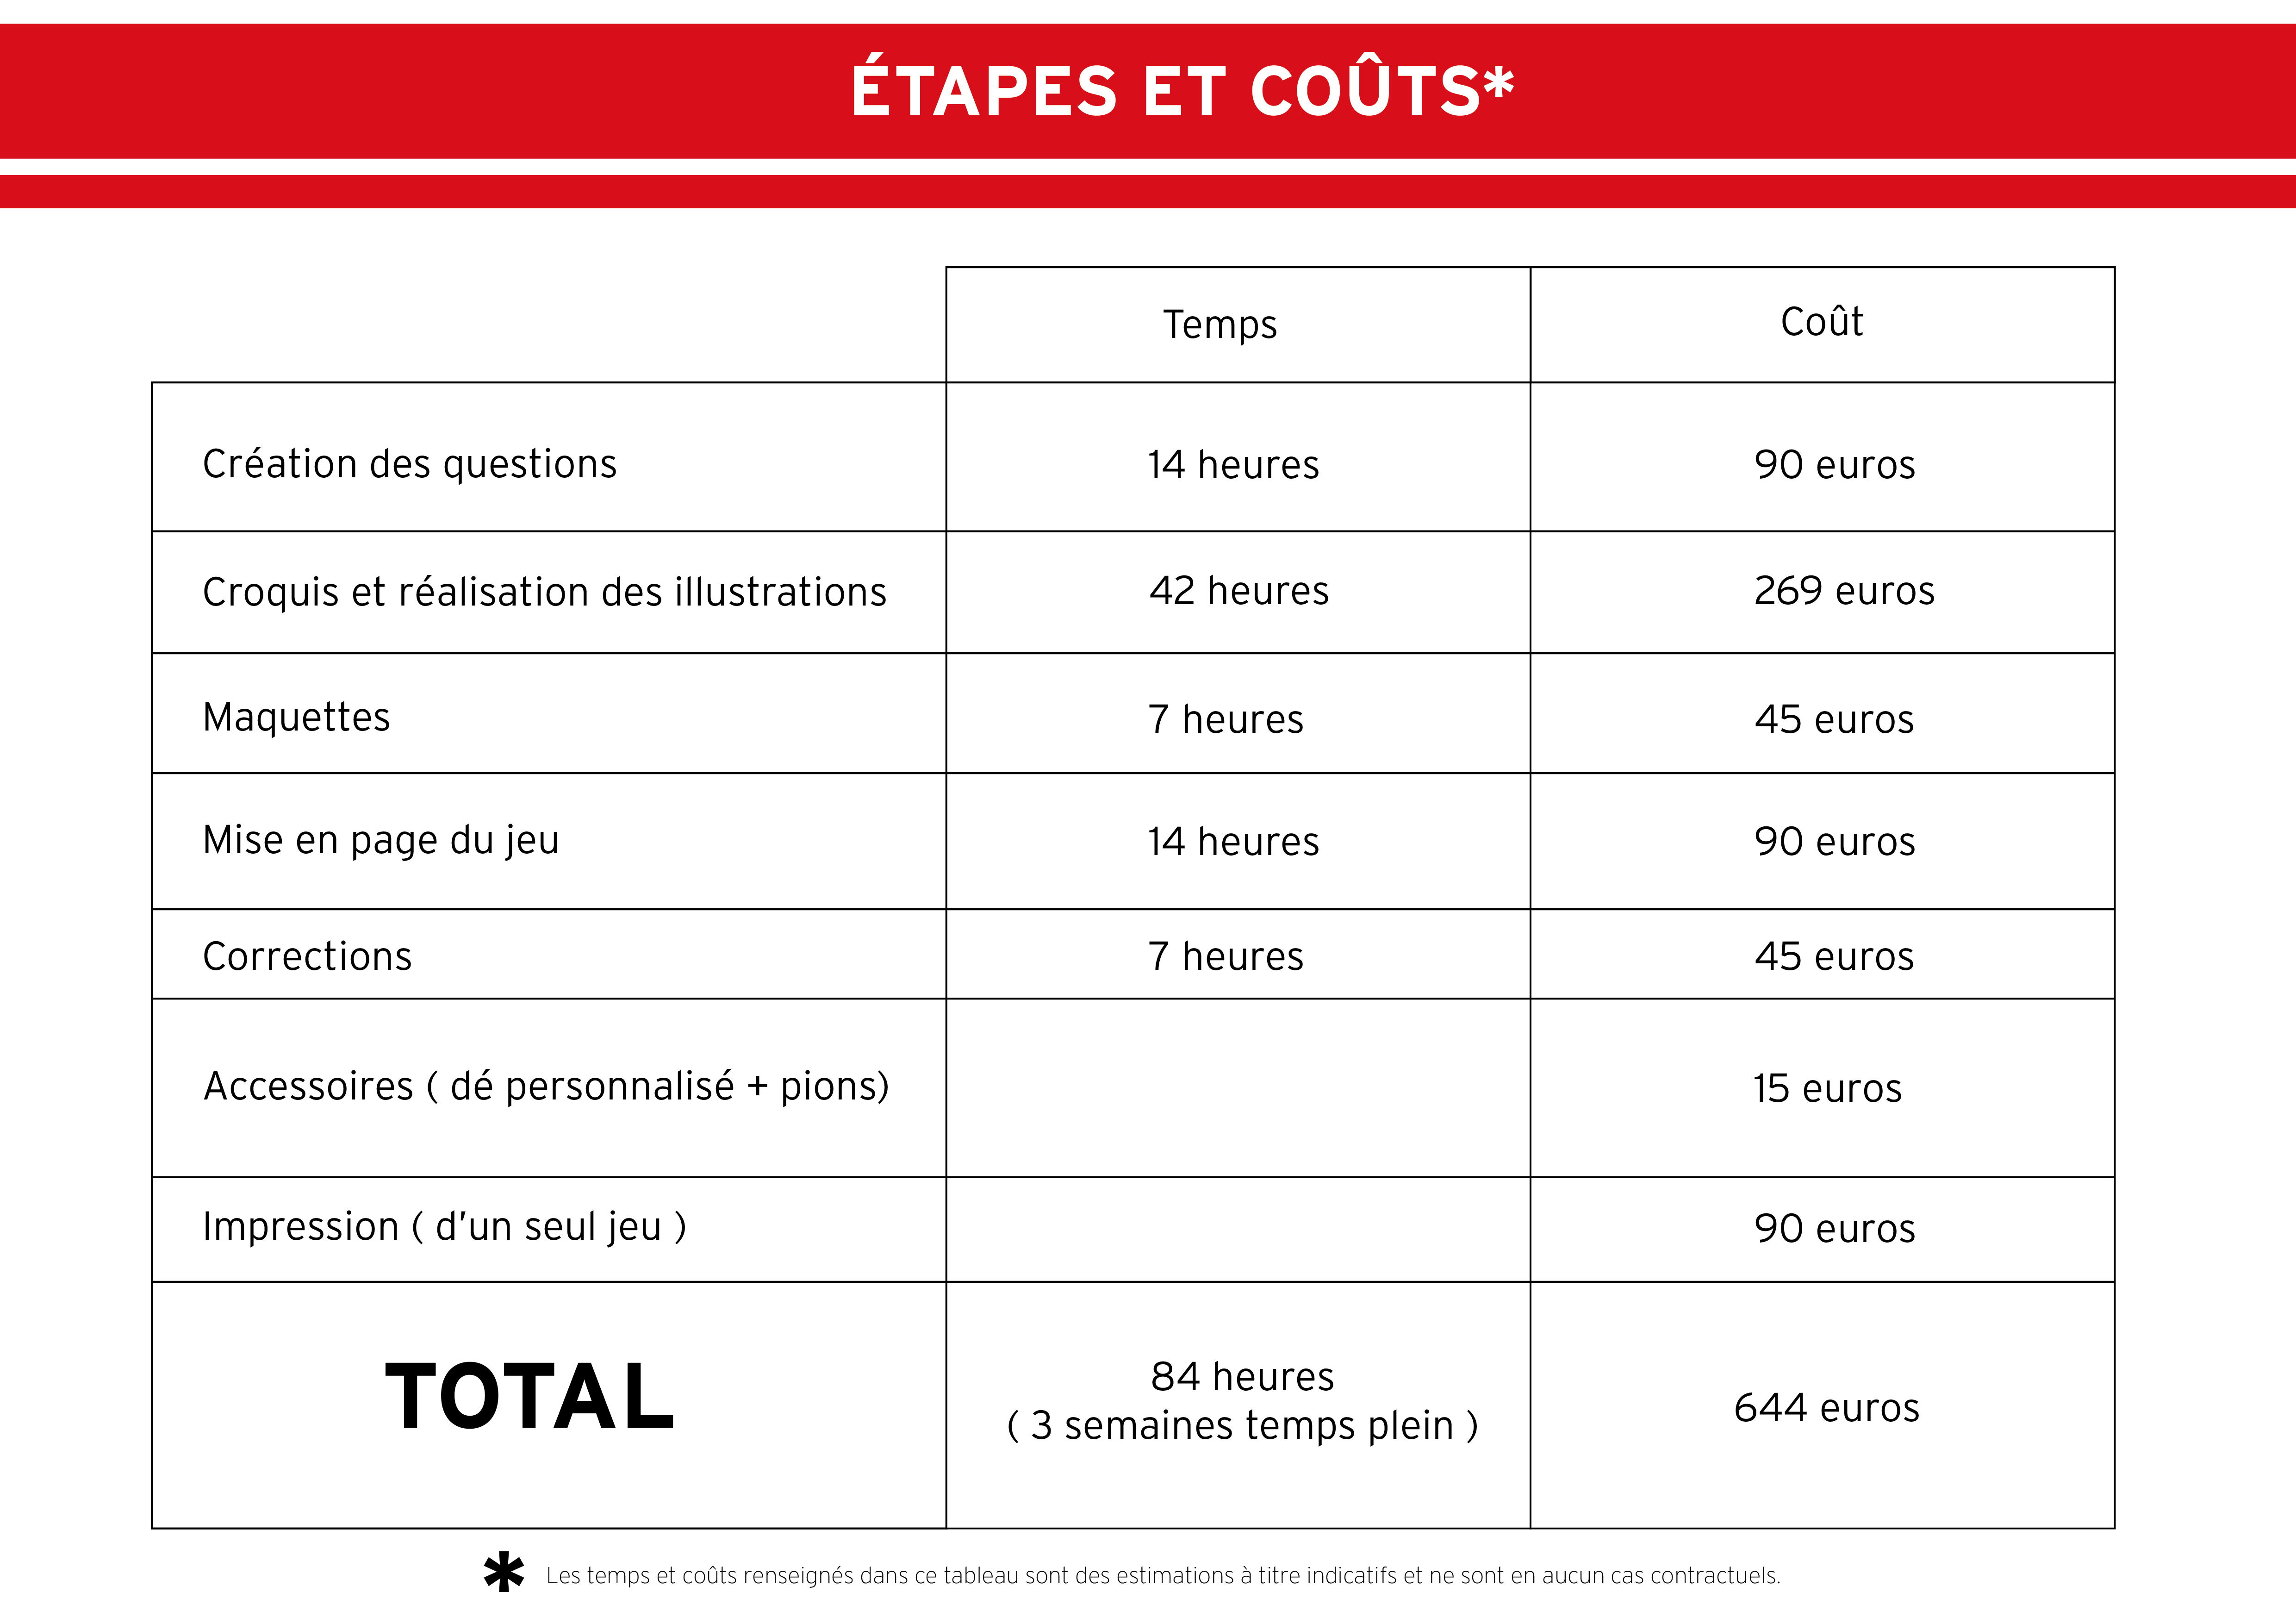 ÉTAPES ET COÛTS*
Temps Coût
Création des questions 14 heures 90 euros
Croquis et réalisation des illustrations 42 heures 269 euros
Maquettes 7 heures 45 euros
Mise en page du jeu 14 heures 90 euros
Corrections 7 heures 45 euros
Accessoires ( dé personnalisé + pions) 15 euros
Impression ( d'un seul jeu ) 90 euros
TOTAL 84 heures 644 euros
( 3 semaines temps plein )
* Les temps et coûts renseignés dans ce tableau sont des estimations à titre indicatifs et ne sont en aucun cas contractuels.